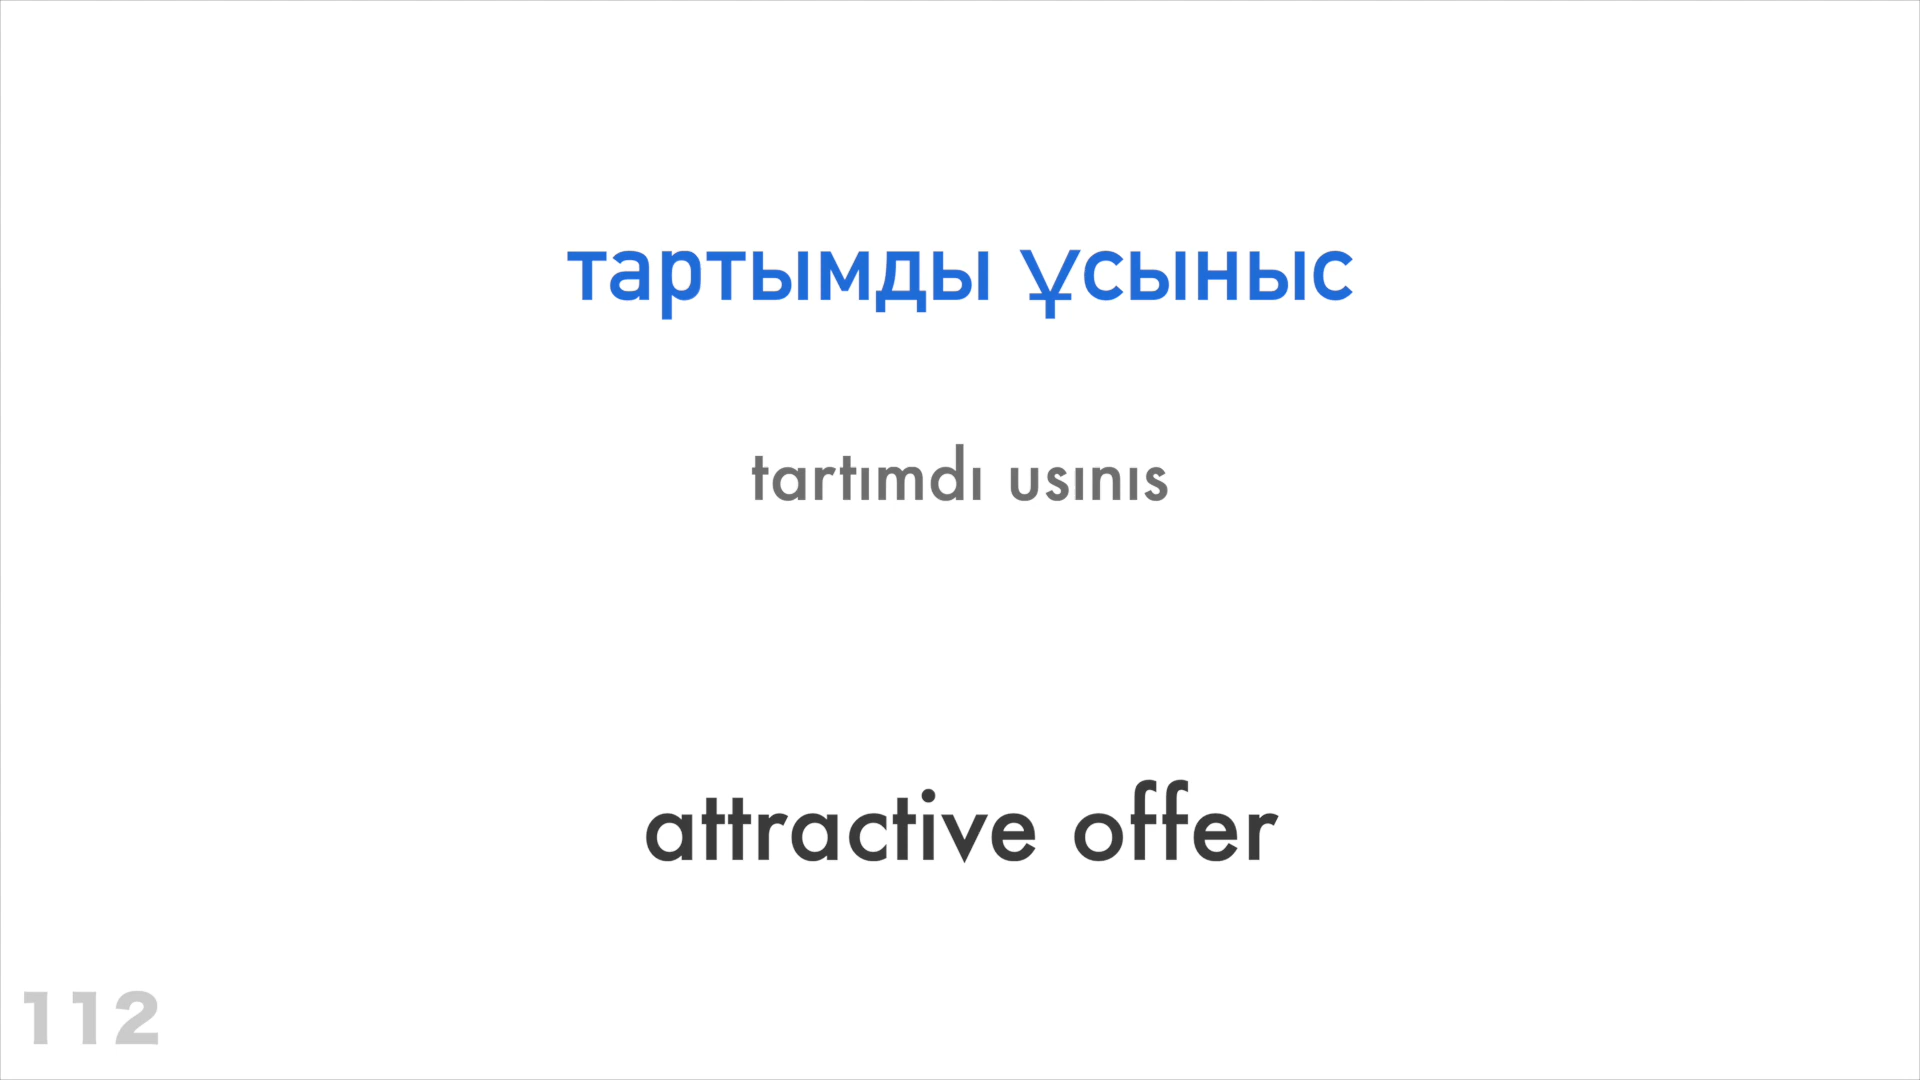 тартымды ұсыныс
tartımdı usınıs
attractive offer
112